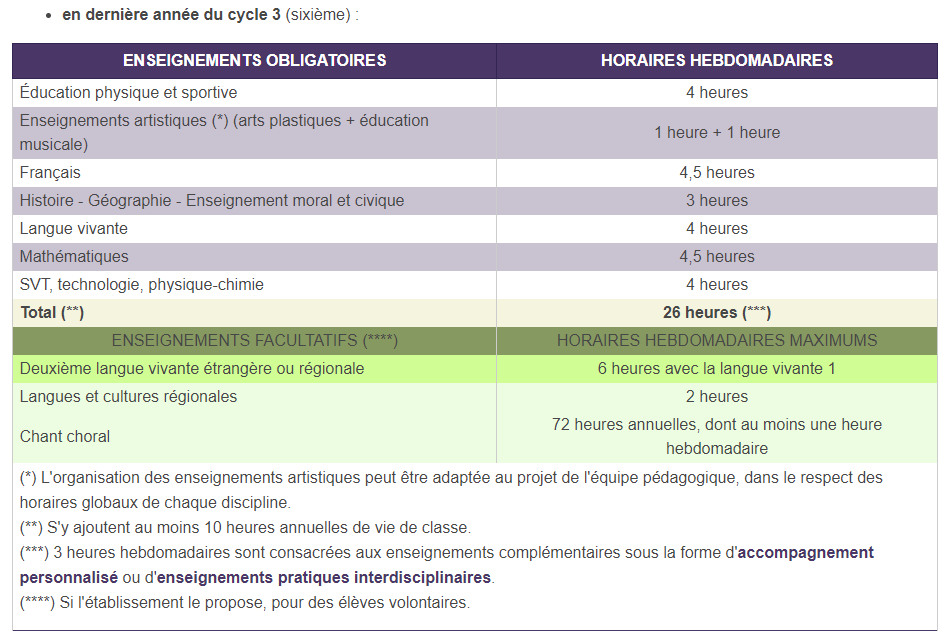 en dernière année du cycle 3 (sixième) :
ENSEIGNEMENTS OBLIGATOIRES HORAIRES HEBDOMADAIRES
Éducation physique et sportive 4 heures
Enseignements artistiques (*) (arts plastiques + éducation
musicale) 1 heure + 1 heure
Français 4,5 heures
Histoire - Géographie - Enseignement moral et civique 3 heures
Langue vivante 4 heures
Mathématiques 4,5 heures
SVT, technologie, physique-chimie 4 heures
Total (**) 26 heures (***)
ENSEIGNEMENTS FACULTATIFS (****) HORAIRES HEBDOMADAIRES MAXIMUMS
Deuxième langue vivante étrangère ou régionale 6 heures avec la langue vivante 1
Langues et cultures régionales 2 heures
Chant choral 72 heures annuelles, dont au moins une heure
hebdomadaire
(*) L'organisation des enseignements artistiques peut être adaptée au projet de l'équipe pédagogique, dans le respect des
horaires globaux de chaque discipline.
(**) S'y ajoutent au moins 10 heures annuelles de vie de classe.
(***) 3 heures hebdomadaires sont consacrées aux enseignements complémentaires sous la forme d'accompagnement
personnalisé ou d'enseignements pratiques interdisciplinaires.
(****) Si l'établissement le propose, pour des élèves volontaires.